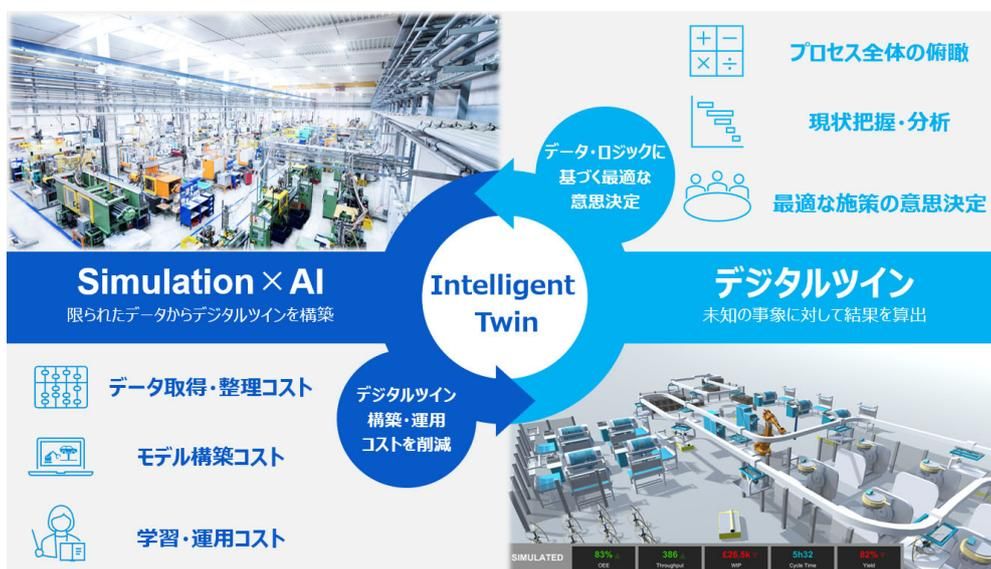 プロセス全体の俯瞰
現状把握・分析
最適な施策の意思決定
データ・ロジックに
基づく最適な
意思決定
Simulation×AI
限られたデータからデジタルツインを構築
Intelligent
Twin
デジタルツイン
未知の事象に対して結果を算出
データ取得・整理コスト
モデル構築コスト
学習・運用コスト
デジタルツイン
構築・運用
コストを削減
SIMULATED
83% 386 £26.5k 5h32 82%
OEE Throughput WIP Cycle Time Yield